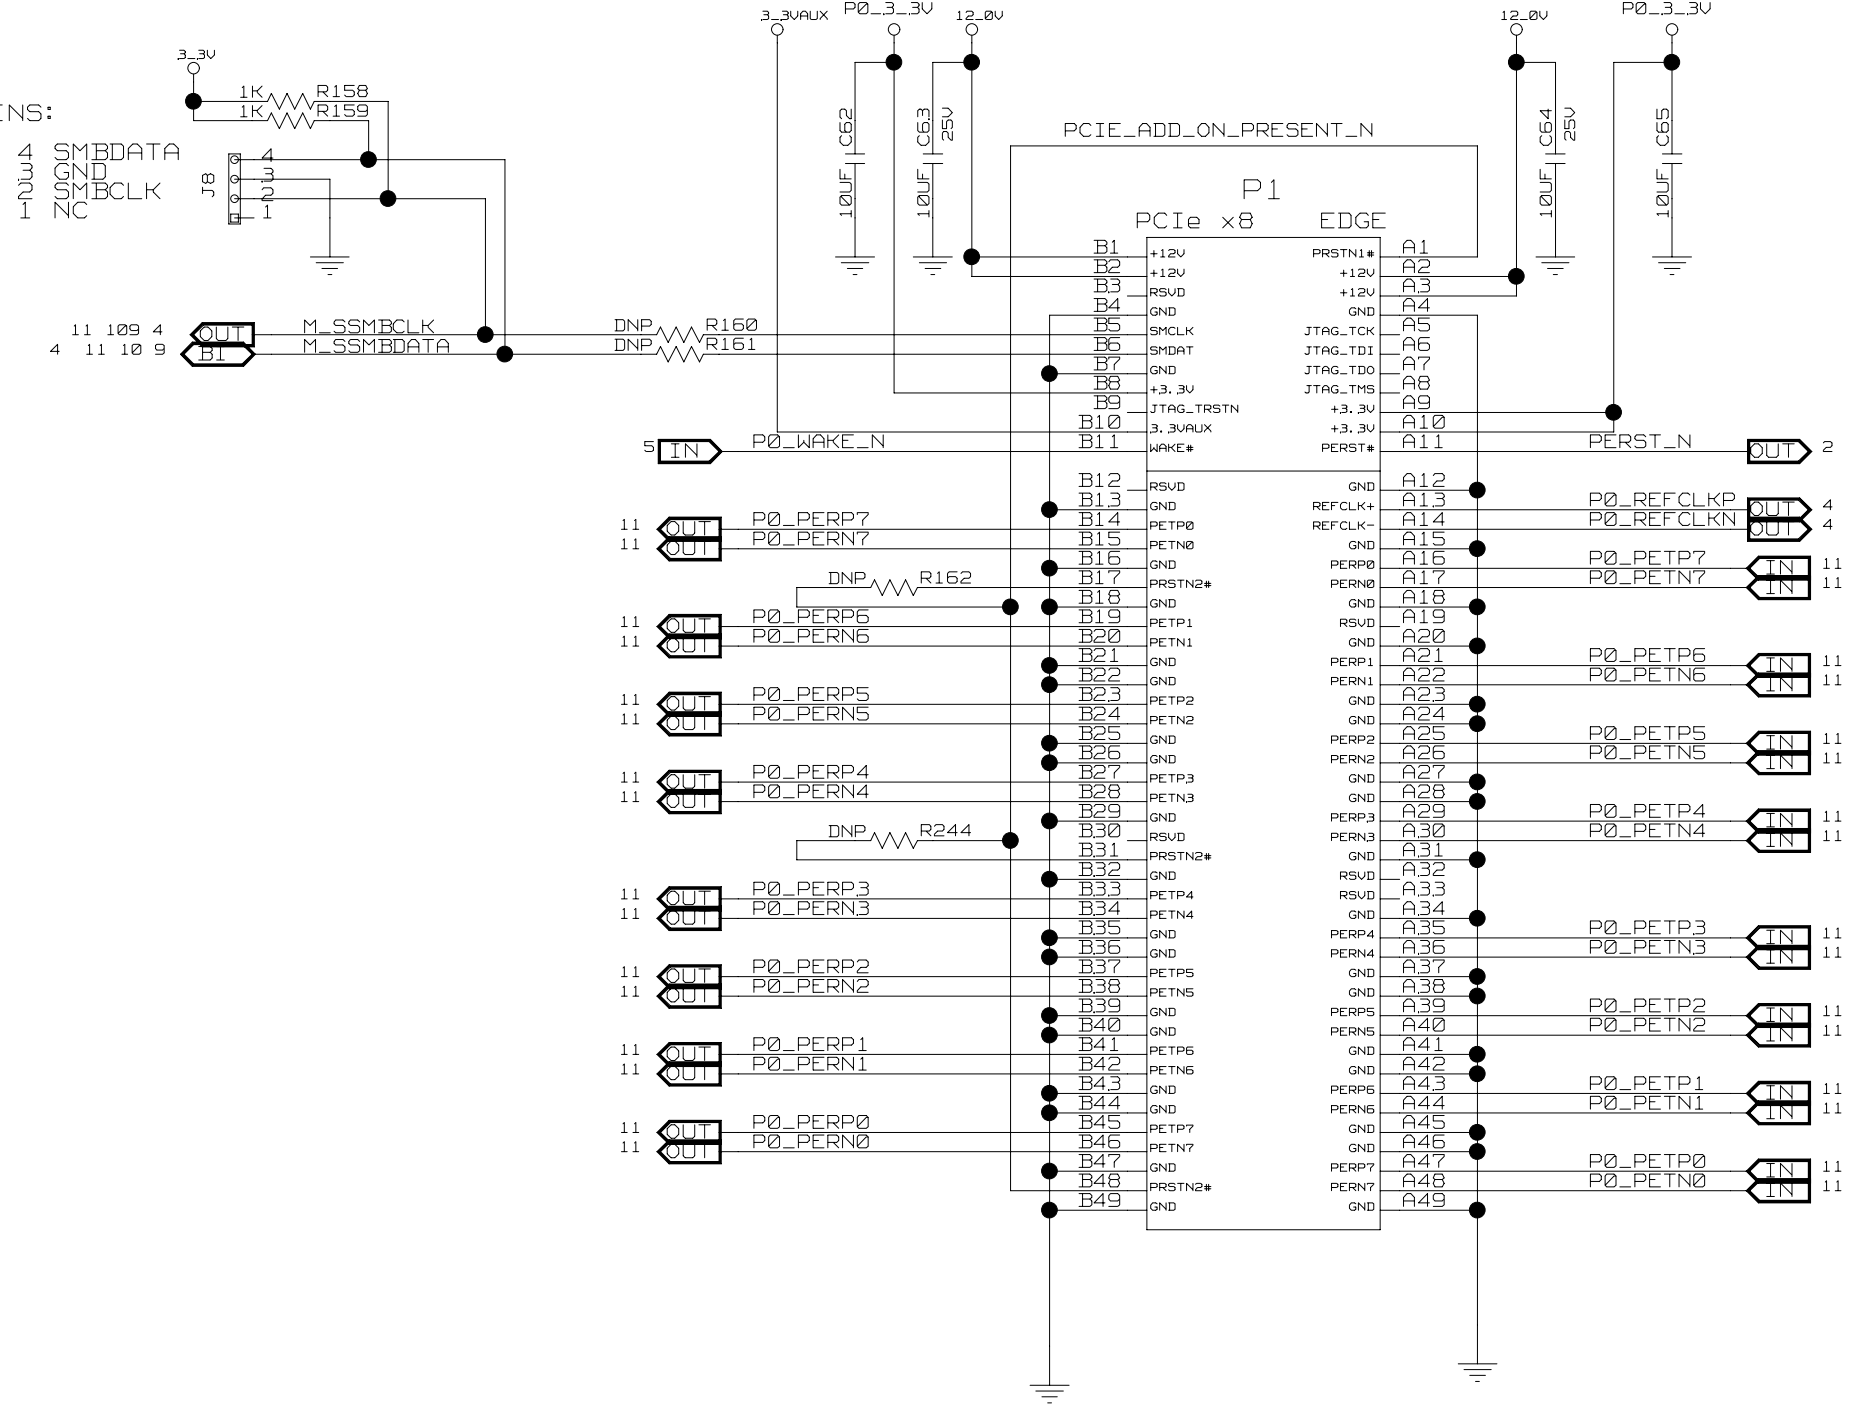 3_3VAUX P0_3_3V 12_0V 12_0V P0_3_3V
3_3V
1K R158
1K R159
INS:
4 SMBDATA
3 GND
2 SMBCLK
1 NC
J8
4
3
2
1
C62 10UF
C63 25V 10UF
C64 25V 10UF
C65 10UF
PCIE_ADD_ON_PRESENT_N
P1
PCIe x8 EDGE
11 109 4 OUT M_SSMBCLK DNP R160
4 11 10 9 BI M_SSMBDATA DNP R161
B1 +12V PRSTN1# A1
B2 +12V +12V A2
B3 RSVD +12V A3
B4 GND GND A4
B5 SMCLK JTAG_TCK A5
B6 SMDAT JTAG_TDI A6
B7 GND JTAG_TDO A7
B8 +3.3V JTAG_TMS A8
B9 JTAG_TRSTN +3.3V A9
B10 3.3VAUX +3.3V A10
5 IN P0_WAKE_N B11 WAKE# PERST# A11 PERST_N OUT 2
B12 RSVD GND A12
B13 GND REFCLK+ A13 P0_REFCLKP OUT 4
11 OUT P0_PERP7 B14 PETP0 REFCLK- A14 P0_REFCLKN OUT 4
11 OUT P0_PERN7 B15 PETN0 GND A15
B16 GND PERP0 A16 P0_PETP7 IN 11
DNP R162 B17 PRSTN2# PERN0 A17 P0_PETN7 IN 11
B18 GND GND A18
11 OUT P0_PERP6 B19 PETP1 RSVD A19
11 OUT P0_PERN6 B20 PETN1 GND A20
B21 GND PERP1 A21 P0_PETP6 IN 11
B22 GND PERN1 A22 P0_PETN6 IN 11
11 OUT P0_PERP5 B23 PETP2 GND A23
11 OUT P0_PERN5 B24 PETN2 GND A24
B25 GND PERP2 A25 P0_PETP5 IN 11
B26 GND PERN2 A26 P0_PETN5 IN 11
11 OUT P0_PERP4 B27 PETP3 GND A27
11 OUT P0_PERN4 B28 PETN3 GND A28
B29 GND PERP3 A29 P0_PETP4 IN 11
DNP R244 B30 RSVD PERN3 A30 P0_PETN4 IN 11
B31 PRSTN2# GND A31
B32 GND RSVD A32
11 OUT P0_PERP3 B33 PETP4 RSVD A33
11 OUT P0_PERN3 B34 PETN4 GND A34
B35 GND PERP4 A35 P0_PETP3 IN 11
B36 GND PERN4 A36 P0_PETN3 IN 11
11 OUT P0_PERP2 B37 PETP5 GND A37
11 OUT P0_PERN2 B38 PETN5 GND A38
B39 GND PERP5 A39 P0_PETP2 IN 11
B40 GND PERN5 A40 P0_PETN2 IN 11
11 OUT P0_PERP1 B41 PETP6 GND A41
11 OUT P0_PERN1 B42 PETN6 GND A42
B43 GND PERP6 A43 P0_PETP1 IN 11
B44 GND PERN6 A44 P0_PETN1 IN 11
11 OUT P0_PERP0 B45 PETP7 GND A45
11 OUT P0_PERN0 B46 PETN7 GND A46
B47 GND PERP7 A47 P0_PETP0 IN 11
B48 PRSTN2# PERN7 A48 P0_PETN0 IN 11
B49 GND GND A49